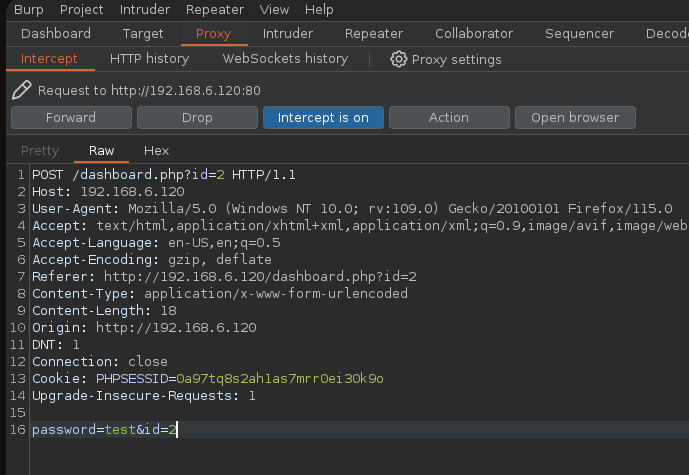 Burp Project Intruder Repeater View Help
Dashboard Target Proxy Intruder Repeater Collaborator Sequencer Decod
Intercept HTTP history WebSockets history Proxy settings
Request to http://192.168.6.120:80
Forward Drop Intercept is on Action Open browser
Pretty Raw Hex
1 POST /dashboard.php?id=2 HTTP/1.1
2 Host: 192.168.6.120
3 User-Agent: Mozilla/5.0 (Windows NT 10.0; rv:109.0) Gecko/20100101 Firefox/115.0
4 Accept: text/html,application/xhtml+xml,application/xml;q=0.9,image/avif,image/web
5 Accept-Language: en-US,en;q=0.5
6 Accept-Encoding: gzip, deflate
7 Referer: http://192.168.6.120/dashboard.php?id=2
8 Content-Type: application/x-www-form-urlencoded
9 Content-Length: 18
10 Origin: http://192.168.6.120
11 DNT: 1
12 Connection: close
13 Cookie: PHPSESSID=0a97tq8s2ah1as7mrr0ei30k9o
14 Upgrade-Insecure-Requests: 1
15
16 password=test&id=2